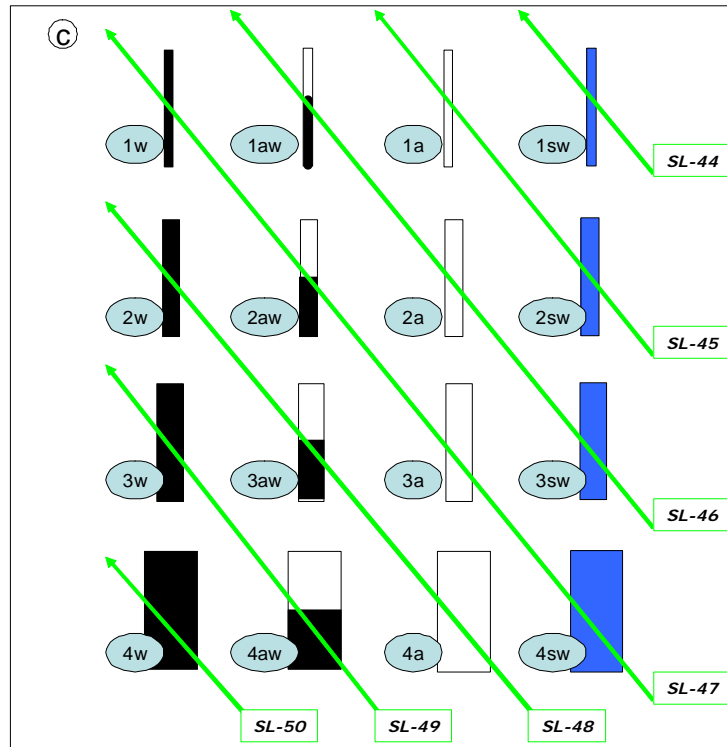 C
1w 1aw 1a 1sw
SL-44
2w 2aw 2a 2sw
SL-45
3w 3aw 3a 3sw
SL-46
4w 4aw 4a 4sw
SL-47
SL-50 SL-49 SL-48